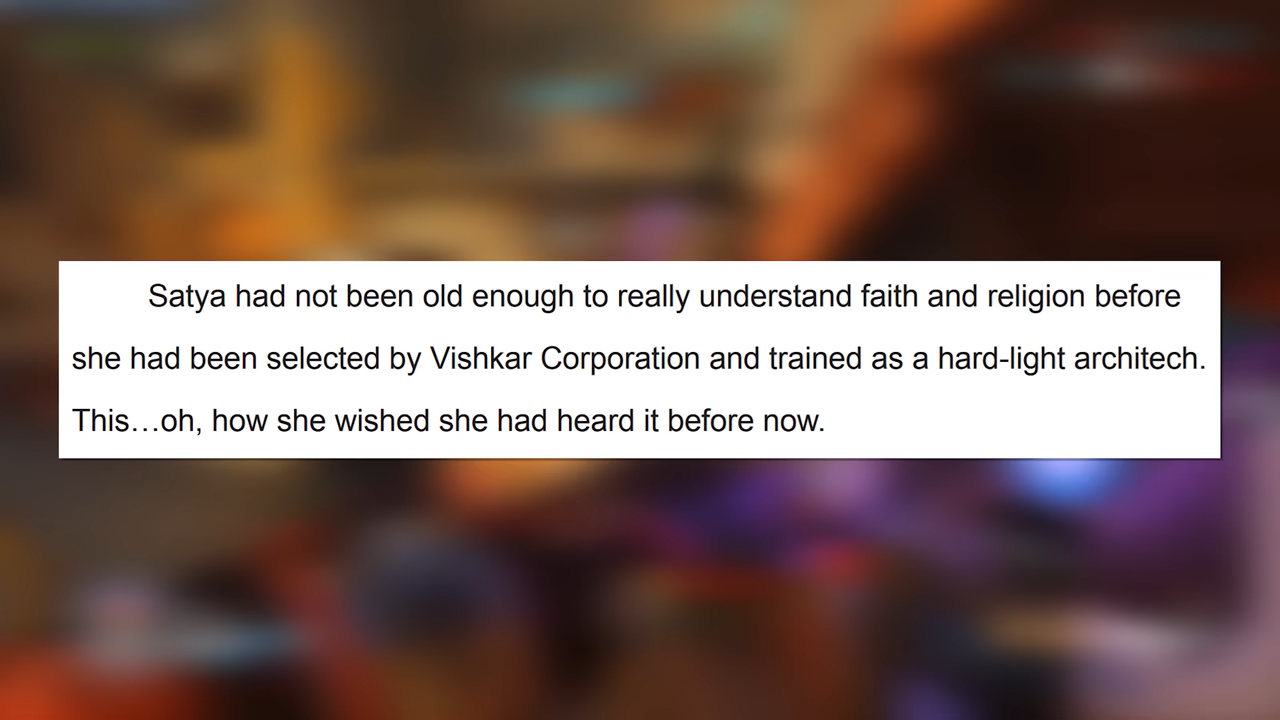 Satya had not been old enough to really understand faith and religion before
she had been selected by Vishkar Corporation and trained as a hard-light architech.
This…oh, how she wished she had heard it before now.